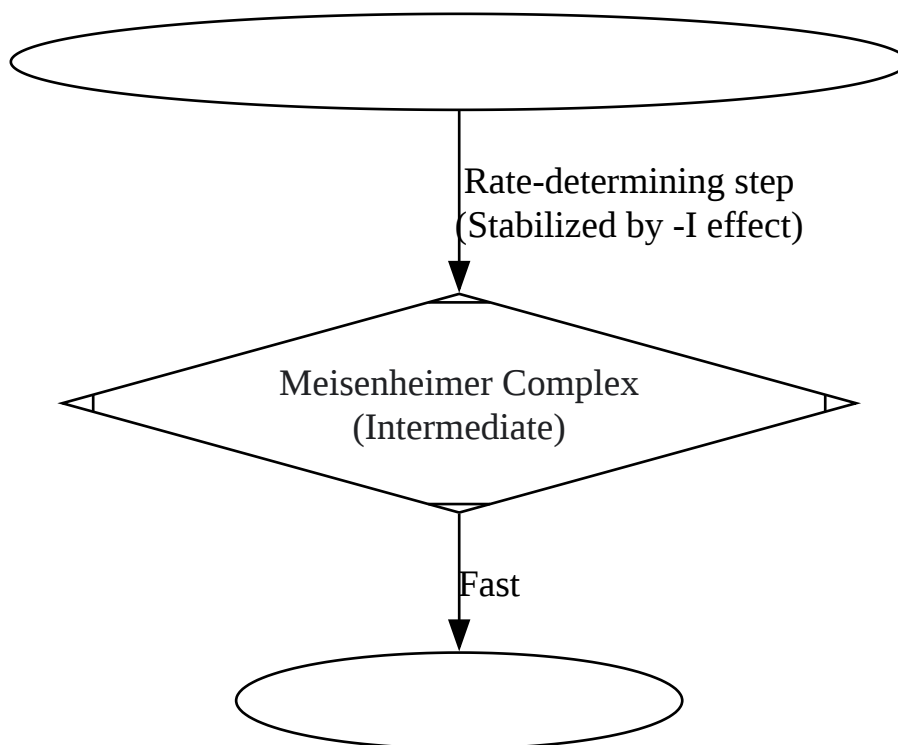 Rate-determining step
(Stabilized by -I effect)
Meisenheimer Complex
(Intermediate)
Fast